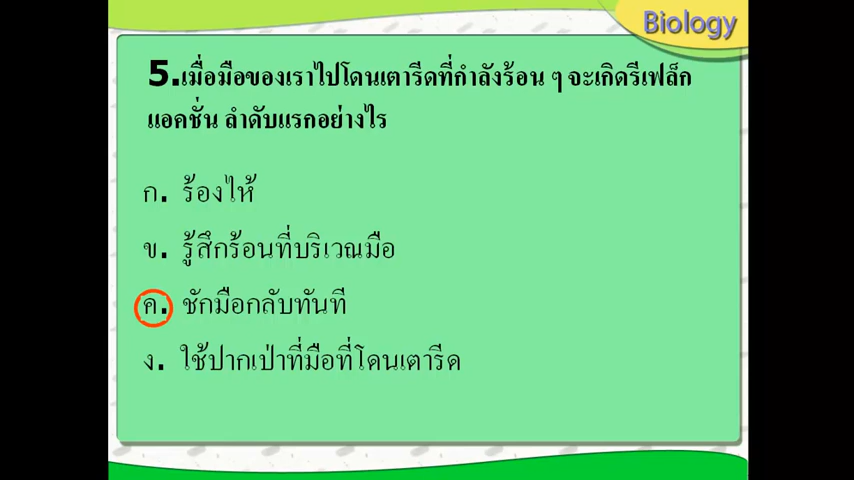 Biology
5.เมื่อมือของเราไปโดนเตารีดที่กำลังร้อน ๆ จะเกิดรีเฟล็ก
แอคชั่น ลำดับแรกอย่างไร
ก. ร้องไห้
ข. รู้สึกร้อนที่บริเวณมือ
ค. ชักมือกลับทันที
ง. ใช้ปากเป่าที่มือที่โดนเตารีด